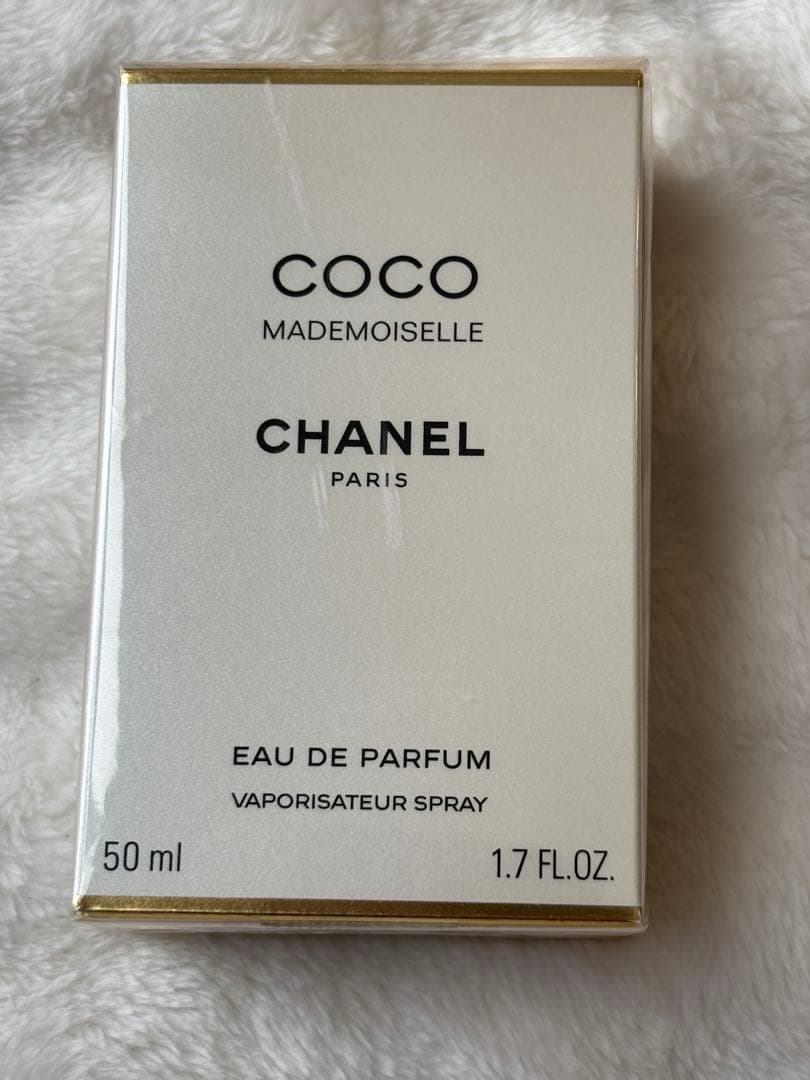 COCO
MADEMOISELLE
CHANEL
PARIS
EAU DE PARFUM
VAPORISATEUR SPRAY
50 ml 1.7 FL.OZ.